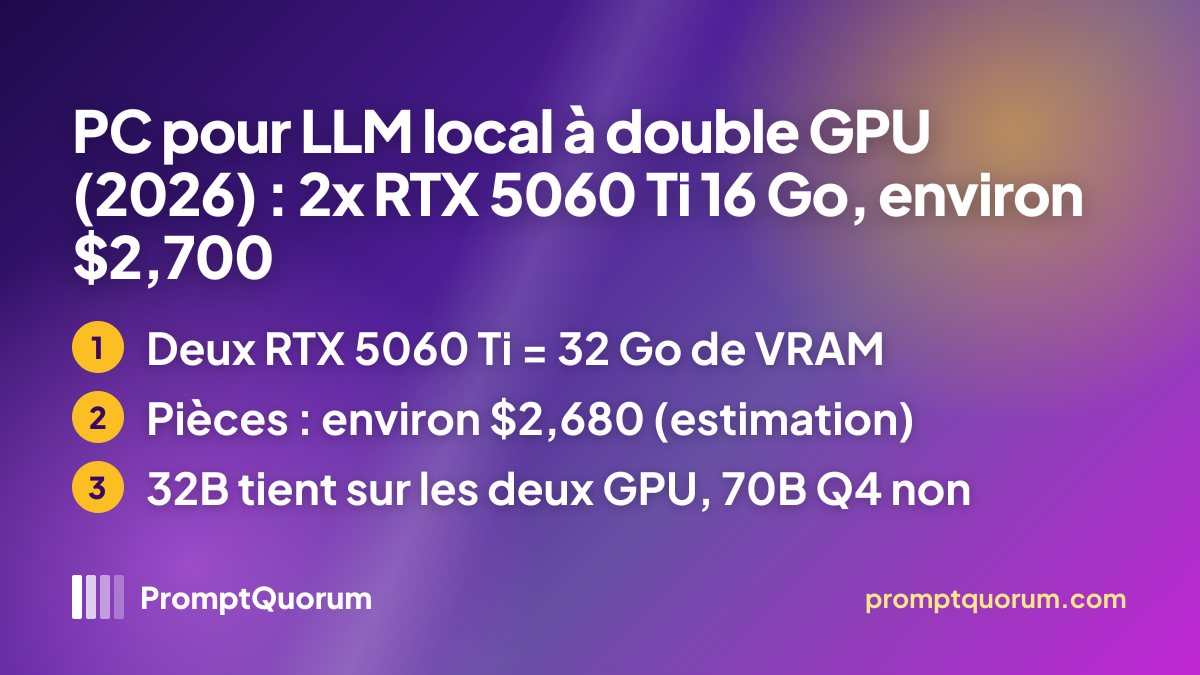 PC pour LLM local à double GPU
(2026) : 2x RTX 5060 Ti 16 Go, environ
$2,700
1 Deux RTX 5060 Ti = 32 Go de VRAM
2 Pièces : environ $2,680 (estimation)
3 32B tient sur les deux GPU, 70B Q4 non
PromptQuorum
promptquorum.com